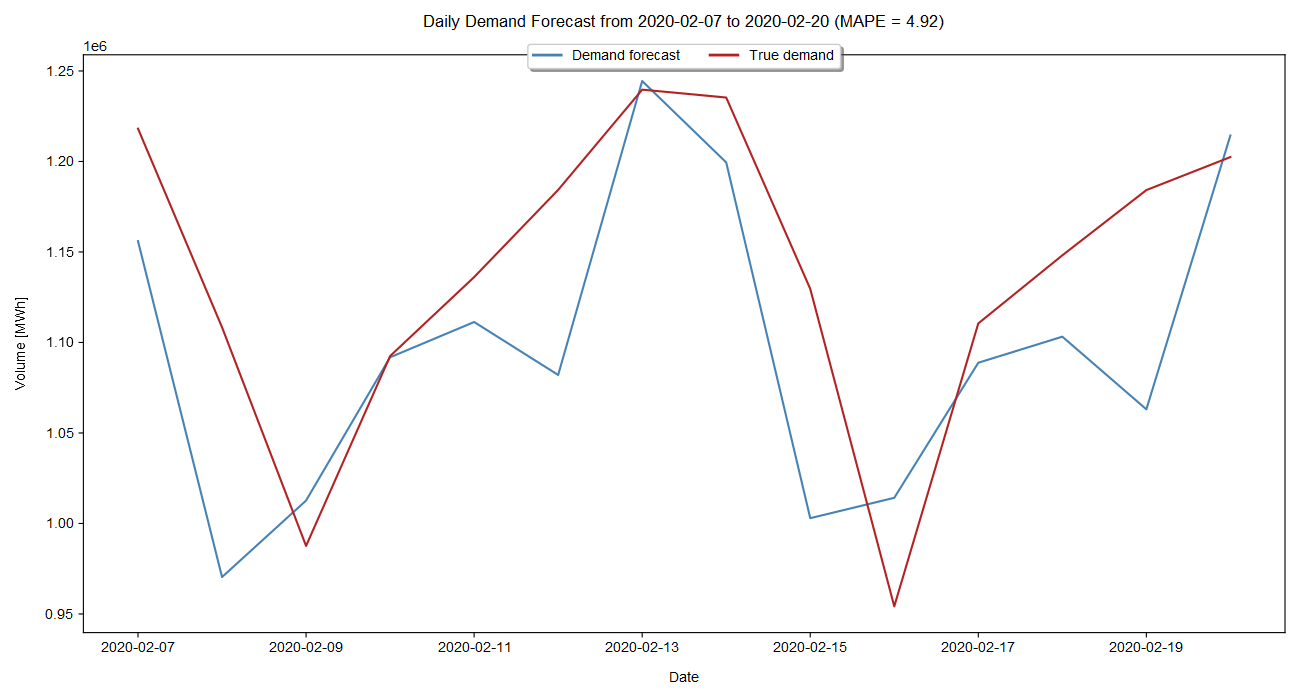 Daily Demand Forecast from 2020-02-07 to 2020-02-20 (MAPE = 4.92)
1e6
Demand forecast True demand
1.25
1.20
1.15
1.10
1.05
1.00
0.95
Volume [MWh]
2020-02-07 2020-02-09 2020-02-11 2020-02-13 2020-02-15 2020-02-17 2020-02-19
Date